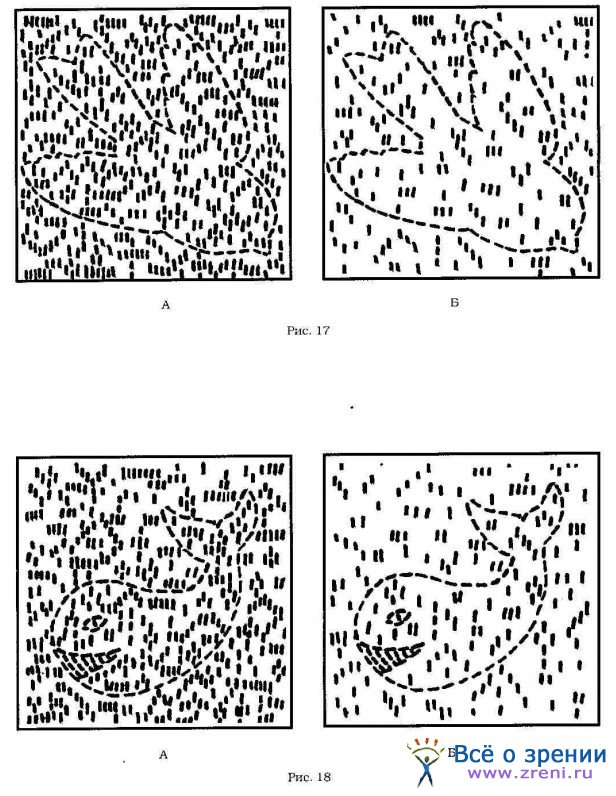 А Б
Рис. 17
А Б
Рис. 18
Всё о зрении
www.zreni.ru